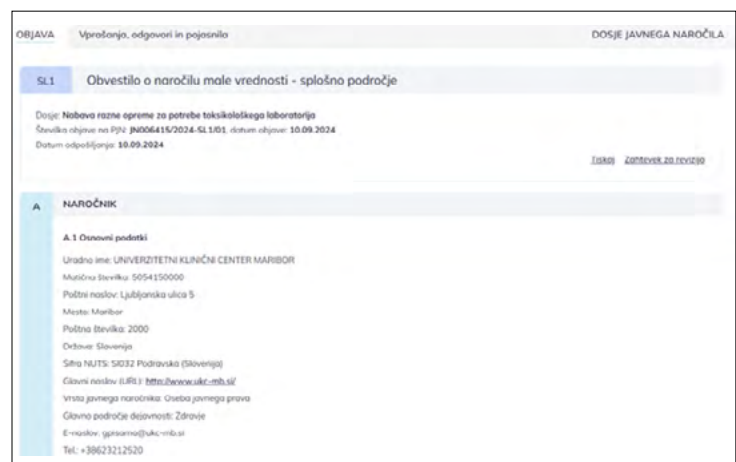 OBJAVA Vprašanja, odgovori in pojasnila DOSJE JAVNEGA NAROČILA
SL1 Obvestilo o naročilu male vrednosti - splošno področje
Dosje: Nabava razne opreme za potrebe toksikološkega laboratorija
Številka objave na PJN: JN006415/2024-SL1/01, datum objave: 10.09.2024
Datum odpošiljanja: 10.09.2024
Tiskaj Zahtevek za revizijo
A NAROČNIK
A.1 Osnovni podatki
Uradno ime: UNIVERZITETNI KLINIČNI CENTER MARIBOR
Matična številka: 5054150000
Poštni naslov: Ljubljanska ulica 5
Mesto: Maribor
Poštna številka: 2000
Država: Slovenija
Šifra NUTS: SI032 Podravska (Slovenija)
Glavni naslov (URL): http://www.ukc-mb.si/
Vrsta javnega naročnika: Oseba javnega prava
Glavno področje dejavnosti: Zdravje
E-naslov: gprsarna@ukc-mb.si
Tel.: +38623212520